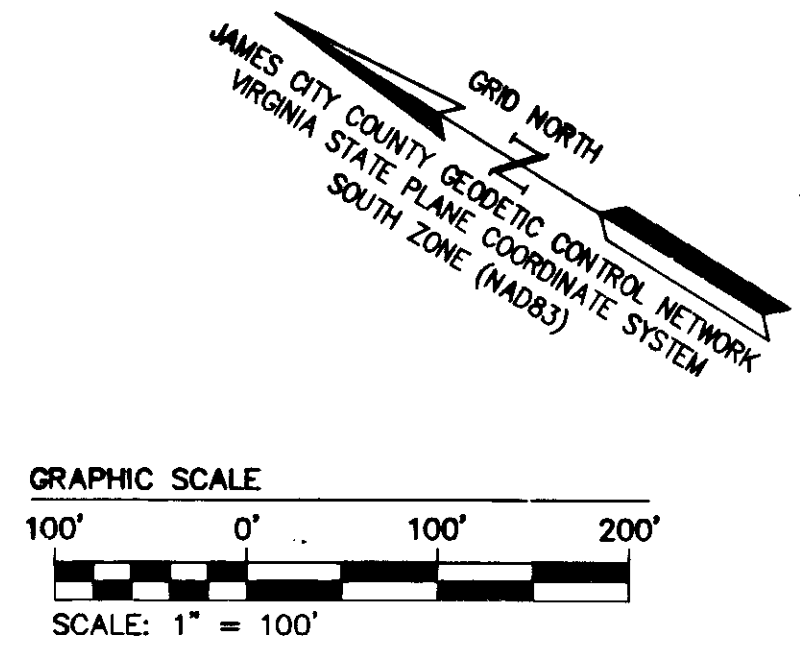 GRID NORTH
N
JAMES CITY COUNTY GEODETIC CONTROL NETWORK
VIRGINIA STATE PLANE COORDINATE SYSTEM
SOUTH ZONE (NAD83)
GRAPHIC SCALE
100' 0' 100' 200'
SCALE: 1" = 100'